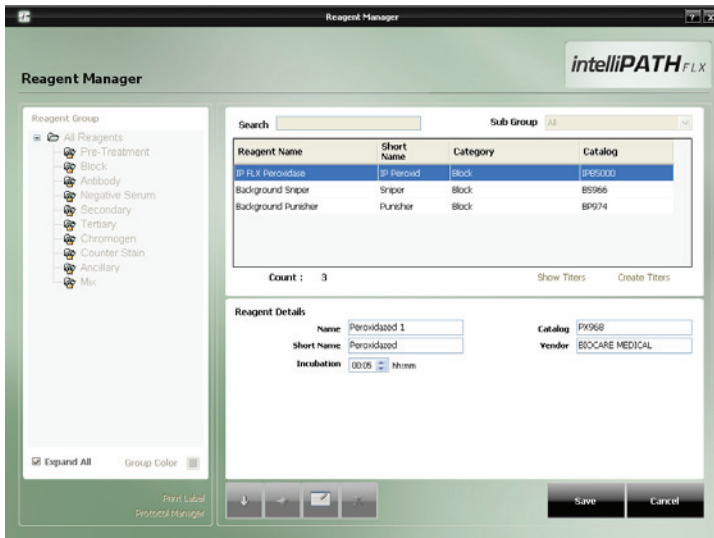 Reagent Manager
intelliPATH FLX
Reagent Manager
Reagent Group
All Reagents
Pre-Treatment
Block
Antibody
Negative Serum
Secondary
Tertiary
Chromogen
Counter Stain
Ancillary
Mix
Expand All Group Color
Print Label
Protocol Manager
Search Sub Group All
Reagent Name Short Name Category Catalog
IP FLX Peroxidase IP Peroxid Block IPB5000
Background Sniper Sniper Block BS966
Background Punisher Punisher Block BP974
Count : 3 Show Titers Create Titers
Reagent Details
Name Peroxidazed 1 Catalog PX968
Short Name Peroxidazed Vendor BIOCARE MEDICAL
Incubation 00:05 hh:mm
Save Cancel